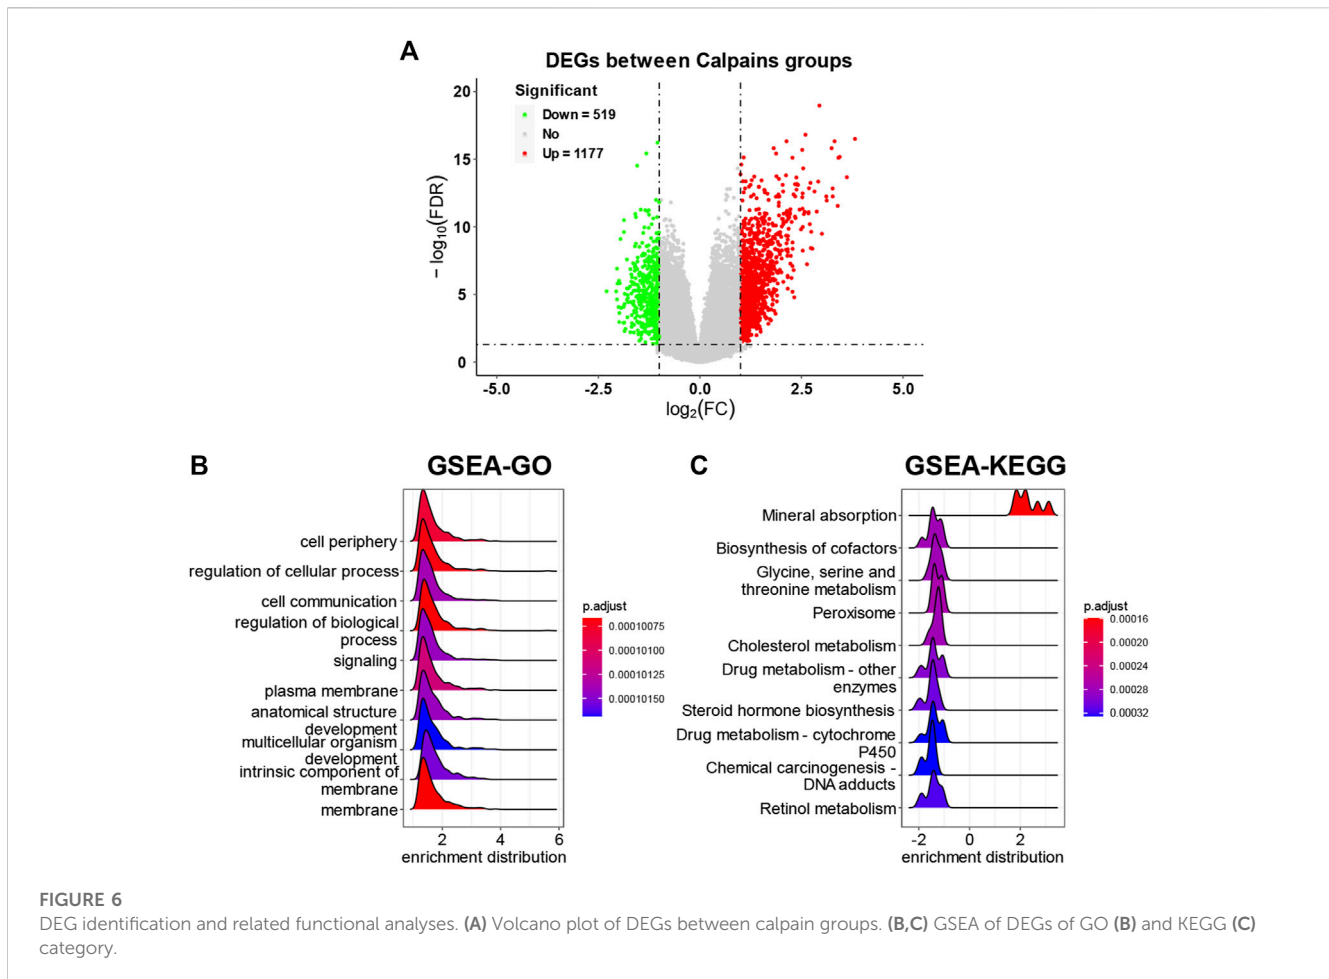 A
DEGs between Calpains groups
Significant
Down = 519
No
Up = 1177
20
15
10
5
0
− log10(FDR)
-5.0 -2.5 0.0 2.5 5.0
log2(FC)
B
GSEA-GO
cell periphery
regulation of cellular process
cell communication
regulation of biological
process
signaling
plasma membrane
anatomical structure
development
multicellular organism
development
intrinsic component of
membrane
membrane
2 4 6
enrichment distribution
p.adjust
0.00010075
0.00010100
0.00010125
0.00010150
C
GSEA-KEGG
Mineral absorption
Biosynthesis of cofactors
Glycine, serine and
threonine metabolism
Peroxisome
Cholesterol metabolism
Drug metabolism - other
enzymes
Steroid hormone biosynthesis
Drug metabolism - cytochrome
P450
Chemical carcinogenesis -
DNA adducts
Retinol metabolism
-2 0 2
enrichment distribution
p.adjust
0.00016
0.00020
0.00024
0.00028
0.00032
FIGURE 6
DEG identification and related functional analyses. (A) Volcano plot of DEGs between calpain groups. (B,C) GSEA of DEGs of GO (B) and KEGG (C)
category.